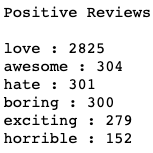 Positive Reviews
love : 2825
awesome : 304
hate : 301
boring : 300
exciting : 279
horrible : 152